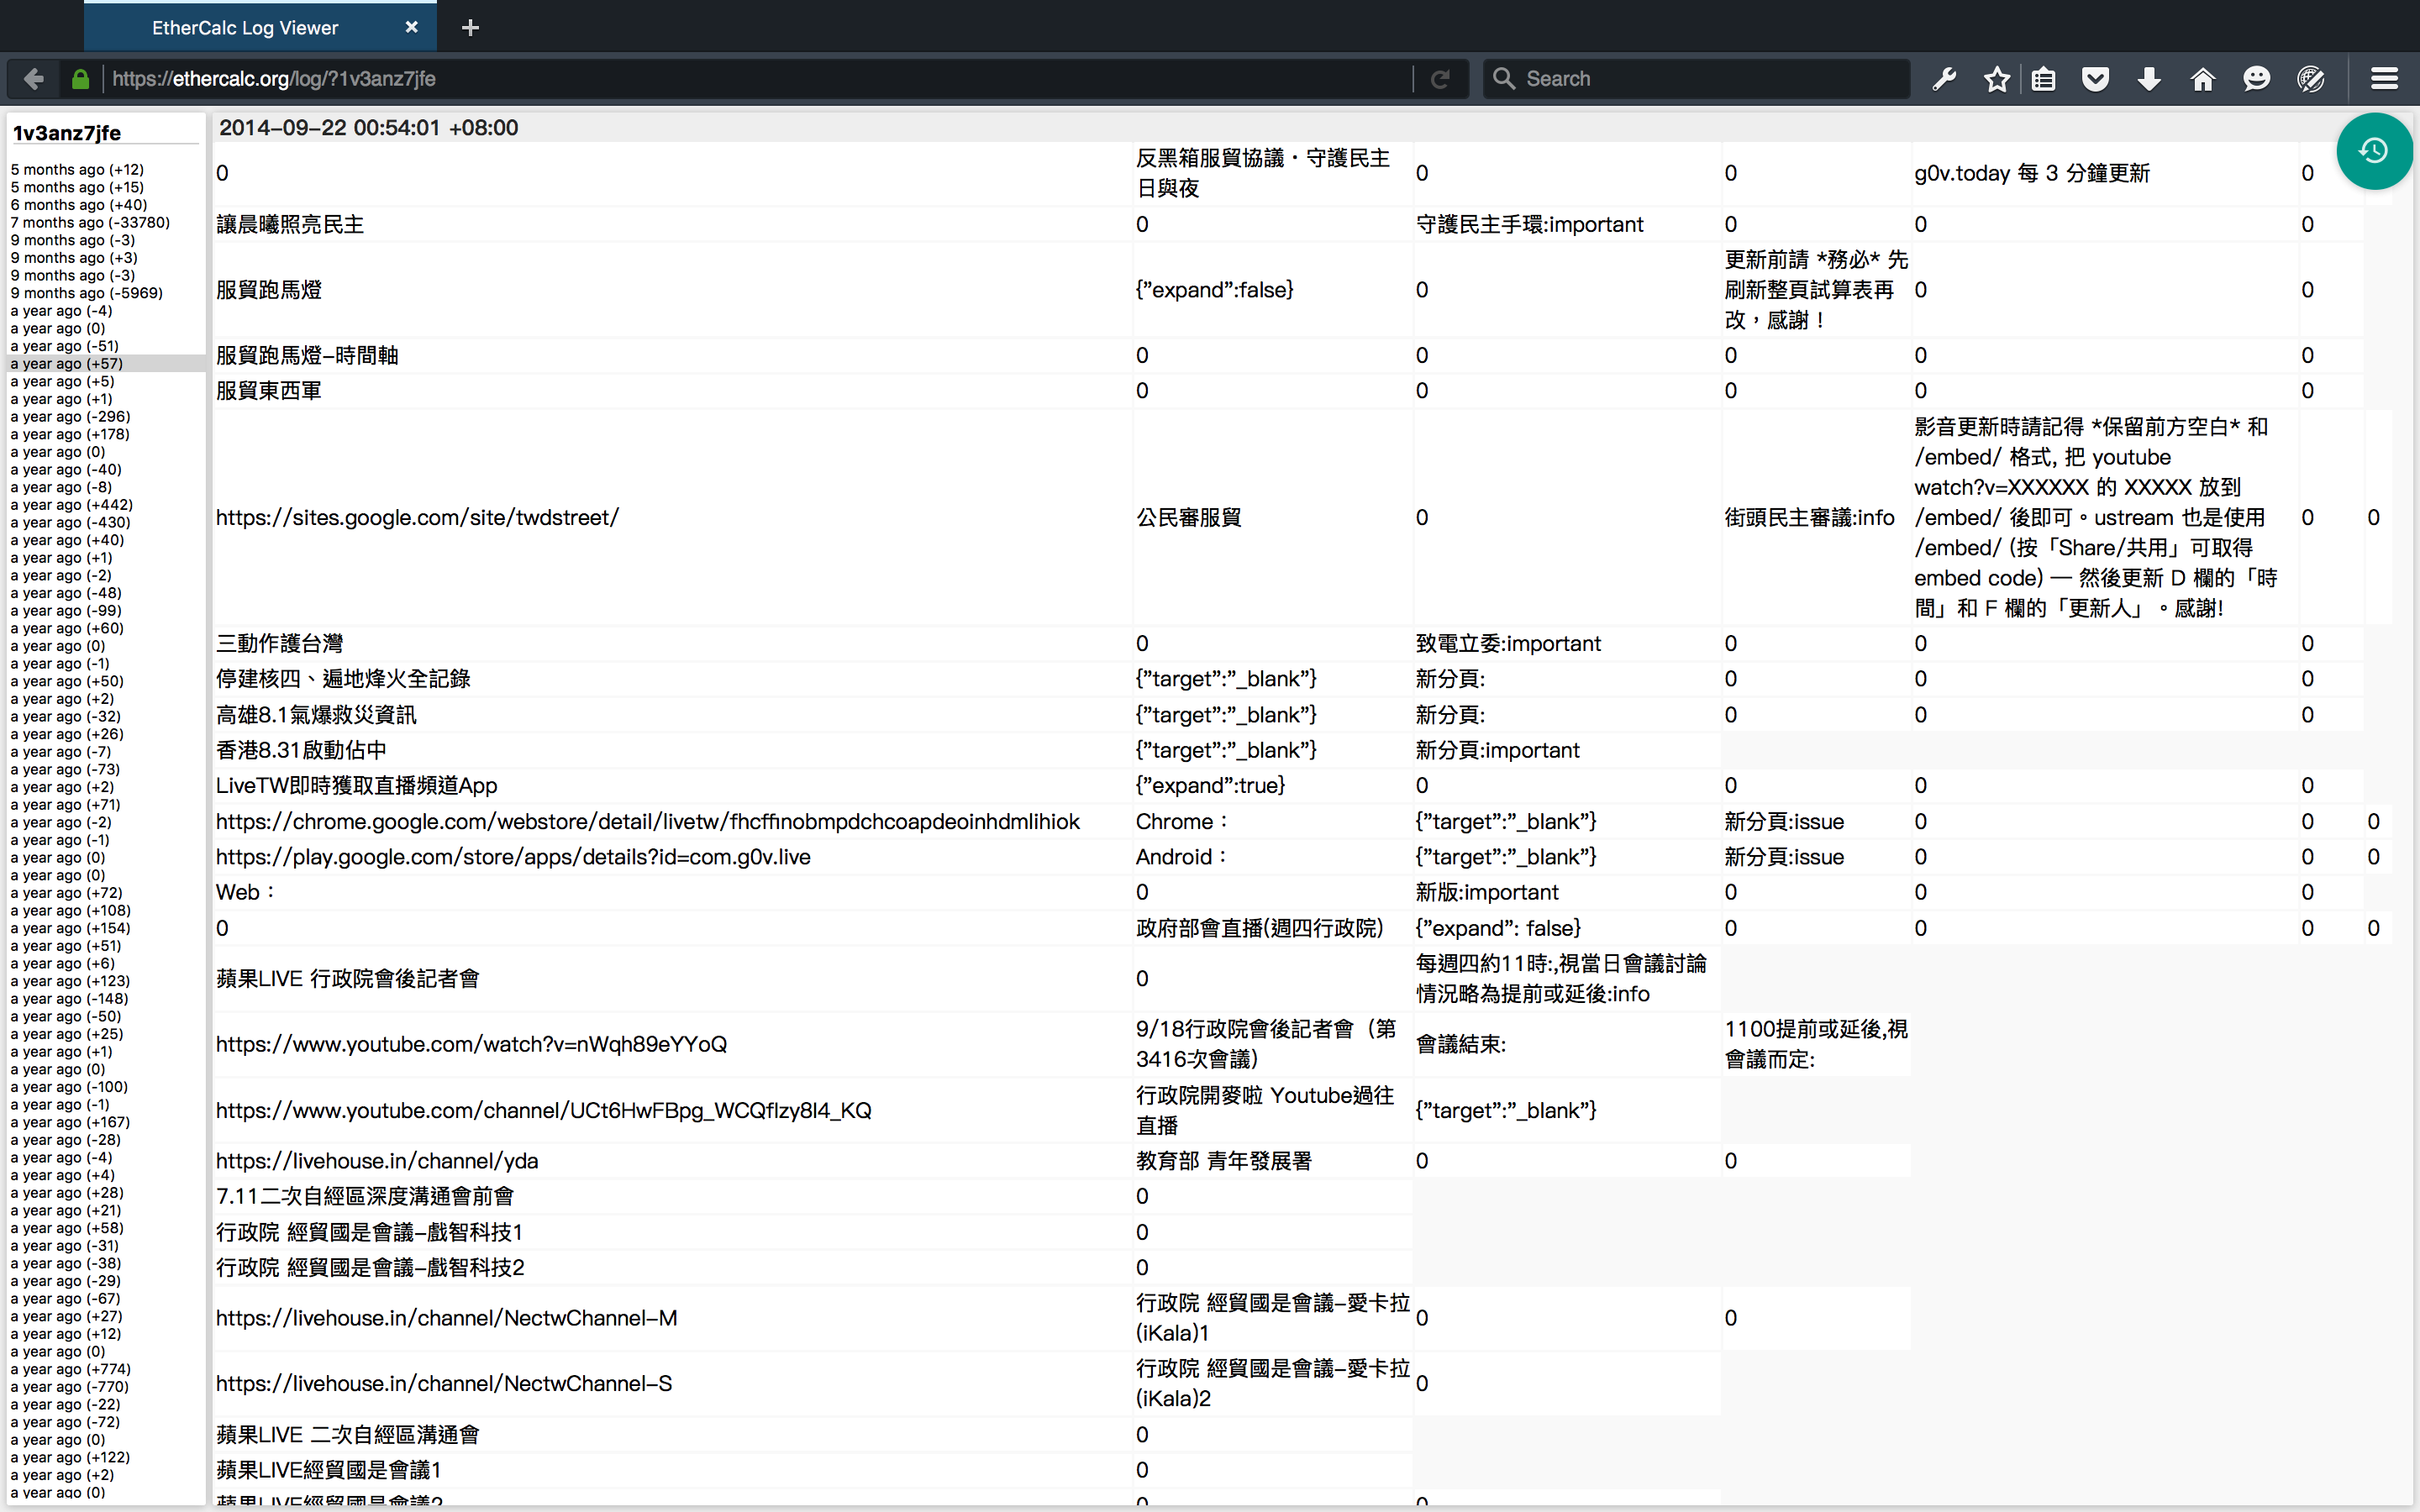 EtherCalc Log Viewer
https://ethercalc.org/log/?1v3anz7jfe
Search
1v3anz7jfe
5 months ago (+12)
5 months ago (+15)
6 months ago (+40)
7 months ago (-33780)
9 months ago (-3)
9 months ago (+3)
9 months ago (-3)
9 months ago (-5969)
a year ago (-4)
a year ago (0)
a year ago (-51)
a year ago (+57)
a year ago (+5)
a year ago (+1)
a year ago (-296)
a year ago (+178)
a year ago (0)
a year ago (-40)
a year ago (-8)
a year ago (+442)
a year ago (-430)
a year ago (+40)
a year ago (+1)
a year ago (-2)
a year ago (-48)
a year ago (-99)
a year ago (+60)
a year ago (0)
a year ago (-1)
a year ago (+50)
a year ago (+2)
a year ago (-32)
a year ago (+26)
a year ago (-7)
a year ago (-73)
a year ago (+2)
a year ago (+71)
a year ago (-2)
a year ago (-1)
a year ago (0)
a year ago (0)
a year ago (+72)
a year ago (+108)
a year ago (+154)
a year ago (+51)
a year ago (+6)
a year ago (+123)
a year ago (-148)
a year ago (-50)
a year ago (+25)
a year ago (+1)
a year ago (0)
a year ago (-100)
a year ago (-1)
a year ago (+167)
a year ago (-28)
a year ago (-4)
a year ago (+4)
a year ago (+28)
a year ago (+21)
a year ago (+58)
a year ago (-31)
a year ago (-38)
a year ago (-29)
a year ago (-67)
a year ago (+27)
a year ago (+12)
a year ago (0)
a year ago (+774)
a year ago (-770)
a year ago (-22)
a year ago (-72)
a year ago (0)
a year ago (+122)
a year ago (+2)
a year ago (0)
2014-09-22 00:54:01 +08:00
0 反黑箱服貿協議・守護民主 0 0 g0v.today 每 3 分鐘更新 0
日與夜
讓晨曦照亮民主 0 守護民主手環:important 0 0 0
服貿跑馬燈 {"expand":false} 0 更新前請 *務必* 先 0 0
刷新整頁試算表再
改，感謝！
服貿跑馬燈-時間軸 0 0 0 0 0
服貿東西軍 0 0 0 0 0
https://sites.google.com/site/twdstreet/ 公民審服貿 0 街頭民主審議:info 影音更新時請記得 *保留前方空白* 和 0 0
/embed/ 格式, 把 youtube
watch?v=XXXXXX 的 XXXXX 放到
/embed/ 後即可。ustream 也是使用
/embed/ (按「Share/共用」可取得
embed code) — 然後更新 D 欄的「時
間」和 F 欄的「更新人」。感謝!
三動作護台灣 0 致電立委:important 0 0 0
停建核四、遍地烽火全記錄 {"target":"_blank"} 新分頁: 0 0 0
高雄8.1氣爆救災資訊 {"target":"_blank"} 新分頁: 0 0 0
香港8.31啟動佔中 {"target":"_blank"} 新分頁:important
LiveTW即時獲取直播頻道App {"expand":true} 0 0 0 0
https://chrome.google.com/webstore/detail/livetw/fhcffinobmpdchcoapdeoinhdmlihiok Chrome： {"target":"_blank"} 新分頁:issue 0 0 0
https://play.google.com/store/apps/details?id=com.g0v.live Android： {"target":"_blank"} 新分頁:issue 0 0 0
Web： 0 新版:important 0 0 0
0 政府部會直播(週四行政院) {"expand": false} 0 0 0 0
蘋果LIVE 行政院會後記者會 0 每週四約11時:,視當日會議討論
情況略為提前或延後:info
https://www.youtube.com/watch?v=nWqh89eYYoQ 9/18行政院會後記者會（第 會議結束: 1100提前或延後,視
3416次會議） 會議而定:
https://www.youtube.com/channel/UCt6HwFBpg_WCQflzy8I4_KQ 行政院開麥啦 Youtube過往 {"target":"_blank"}
直播
https://livehouse.in/channel/yda 教育部 青年發展署 0 0
7.11二次自經區深度溝通會前會 0
行政院 經貿國是會議-戲智科技1 0
行政院 經貿國是會議-戲智科技2 0
https://livehouse.in/channel/NectwChannel-M 行政院 經貿國是會議-愛卡拉 0 0
(iKala)1
https://livehouse.in/channel/NectwChannel-S 行政院 經貿國是會議-愛卡拉 0
(iKala)2
蘋果LIVE 二次自經區溝通會 0
蘋果LIVE經貿國是會議1 0
蘋果LIVE經貿國是會議2 0 0